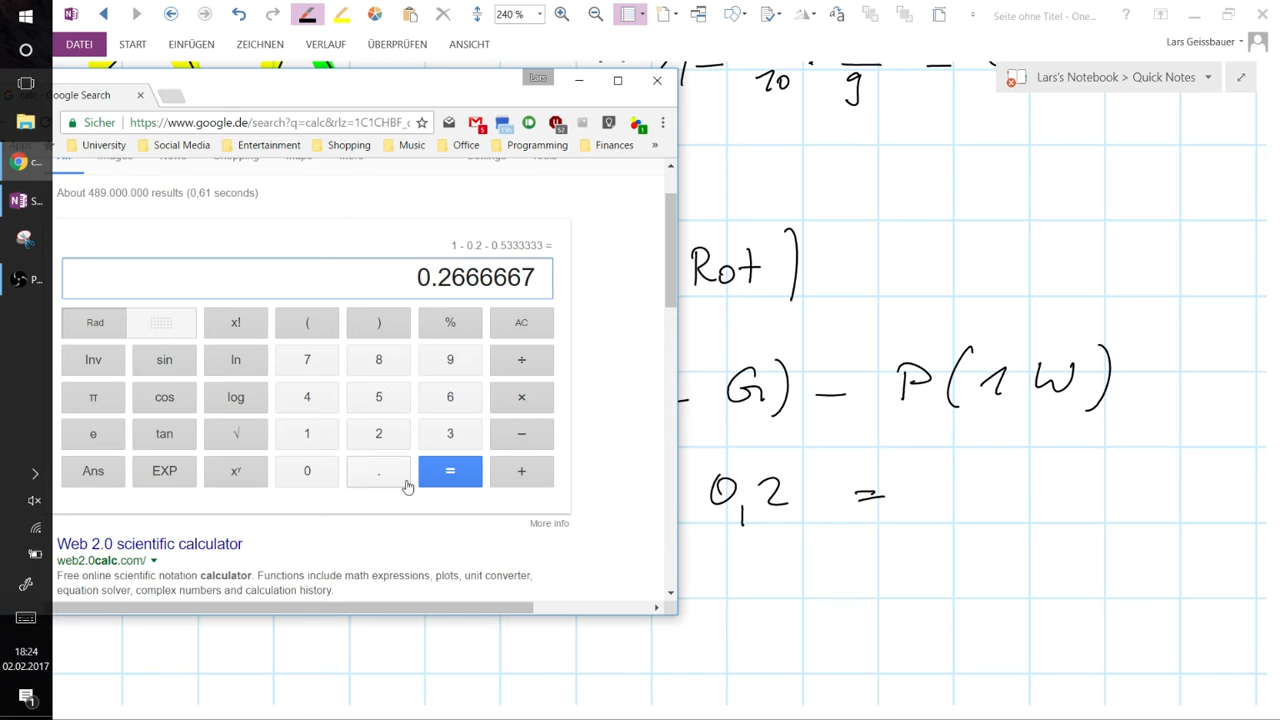 240 %
Seite ohne Titel - One...
DATEI START EINFÜGEN ZEICHNEN VERLAUF ÜBERPRÜFEN ANSICHT
Lars Geissbauer
Lars's Notebook > Quick Notes
10 9
Lars
calc - Google Search
Sicher https://www.google.de/search?q=calc&rlz=1C1CHBF_
University Social Media Entertainment Shopping Music Office Programming Finances »
About 489.000.000 results (0,61 seconds)
1 - 0.2 - 0.5333333 =
0.2666667
Rad x! ( ) % AC
Inv sin ln 7 8 9 ÷
π cos log 4 5 6 ×
e tan √ 1 2 3 −
Ans EXP xʸ 0 . = +
More info
Web 2.0 scientific calculator
web2.0calc.com/
Free online scientific notation calculator. Functions include math expressions, plots, unit converter,
equation solver, complex numbers and calculation history.
Rot )
- G) - P(1 W)
0,2 =
18:24
02.02.2017